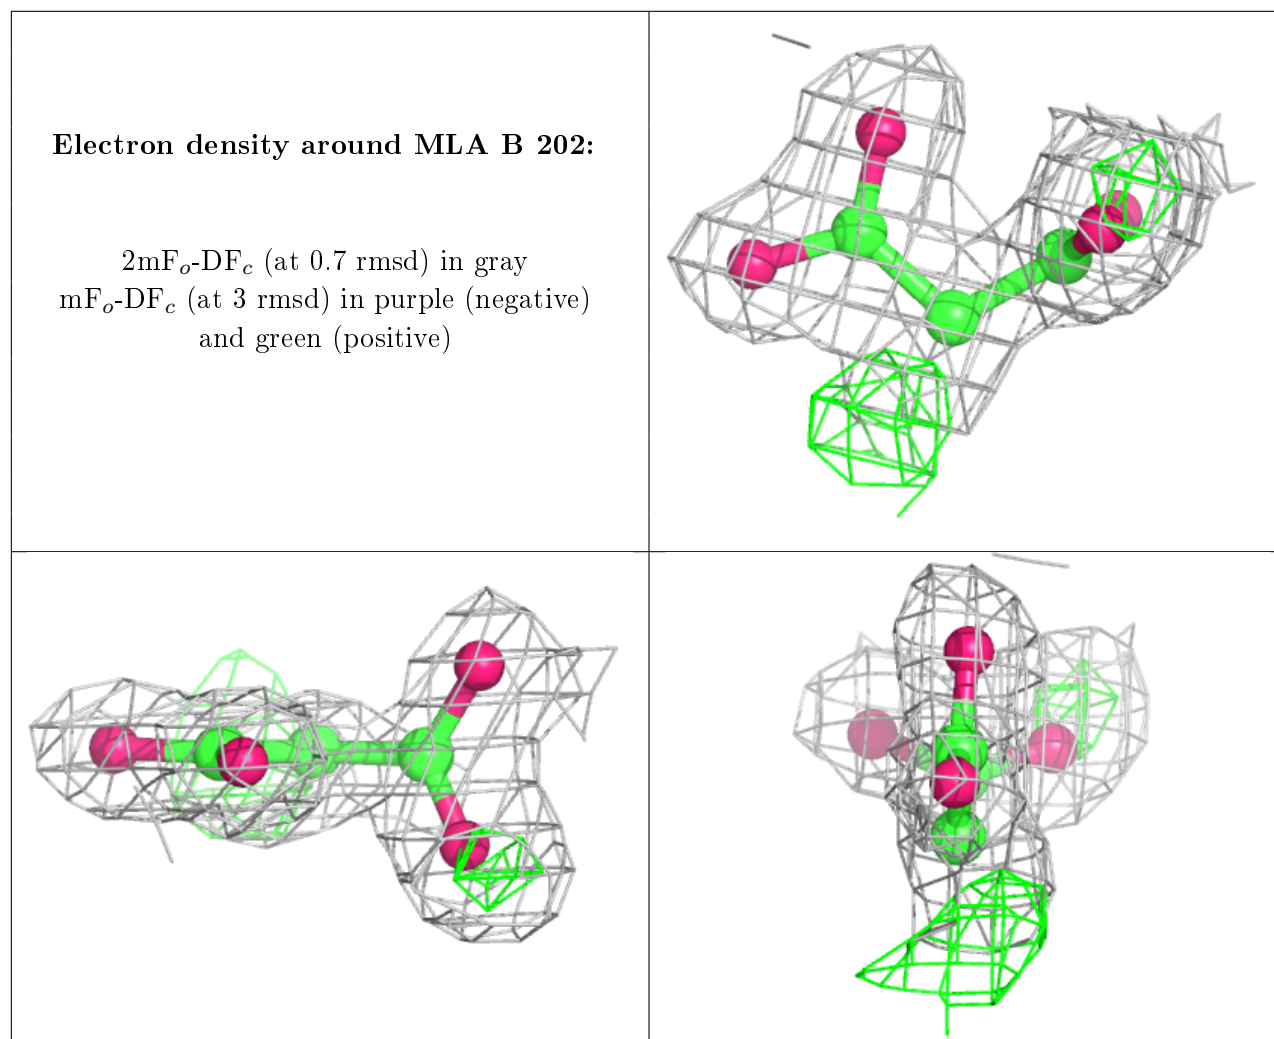 Electron density around MLA B 202:
2mFₒ-DF𝒸 (at 0.7 rmsd) in gray
mFₒ-DF𝒸 (at 3 rmsd) in purple (negative)
and green (positive)